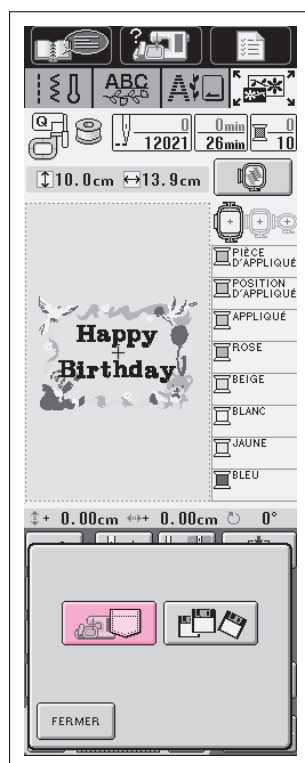 ?
ABC
A
Q
0
12021
0min
26min
0
10
10.0cm 13.9cm
PIÈCE
D'APPLIQUÉ
POSITION
D'APPLIQUÉ
APPLIQUÉ
ROSE
BEIGE
BLANC
JAUNE
BLEU
Happy
Birthday
+ 0.00cm + 0.00cm 0°
FERMER